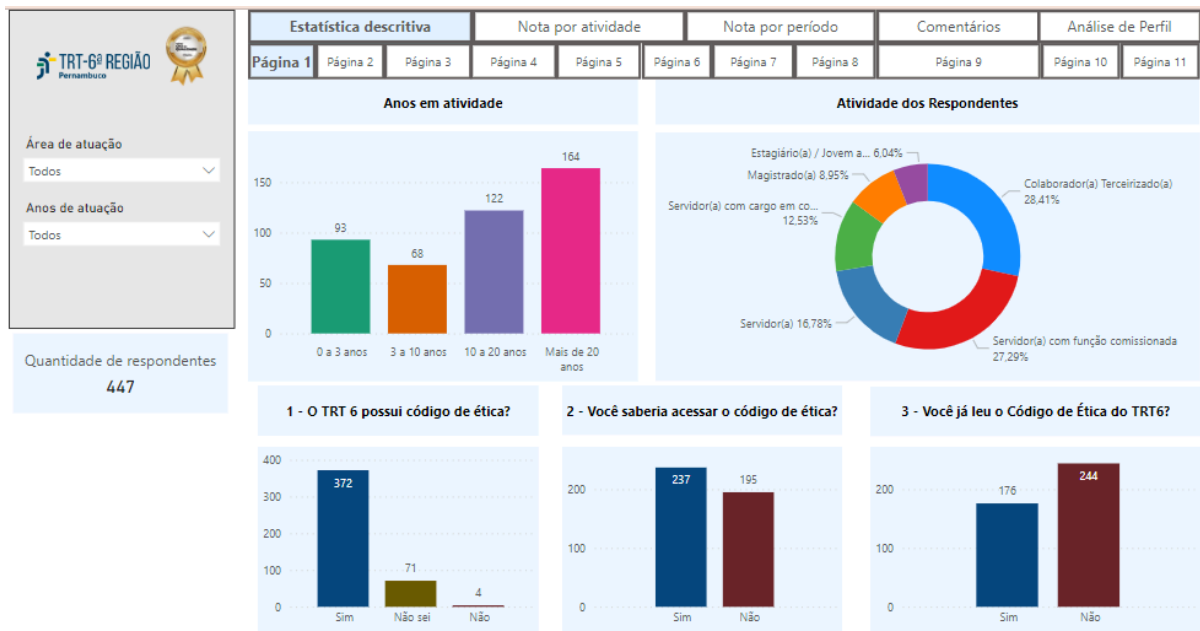 TRT-6ª REGIÃO
Pernambuco
Área de atuação
Todos
Anos de atuação
Todos
Quantidade de respondentes
447
Estatística descritiva
Nota por atividade
Nota por período
Comentários
Análise de Perfil
Página 1
Página 2
Página 3
Página 4
Página 5
Página 6
Página 7
Página 8
Página 9
Página 10
Página 11
Anos em atividade
150
100
50
0
93
68
122
164
0 a 3 anos
3 a 10 anos
10 a 20 anos
Mais de 20
anos
Atividade dos Respondentes
Estagiário(a) / Jovem a... 6,04%
Magistrado(a) 8,95%
Servidor(a) com cargo em co...
12,53%
Servidor(a) 16,78%
Colaborador(a) Terceirizado(a)
28,41%
Servidor(a) com função comissionada
27,29%
1 - O TRT 6 possui código de ética?
400
300
200
100
0
372
71
4
Sim
Não sei
Não
2 - Você saberia acessar o código de ética?
200
100
0
237
195
Sim
Não
3 - Você já leu o Código de Ética do TRT6?
200
100
0
176
244
Sim
Não